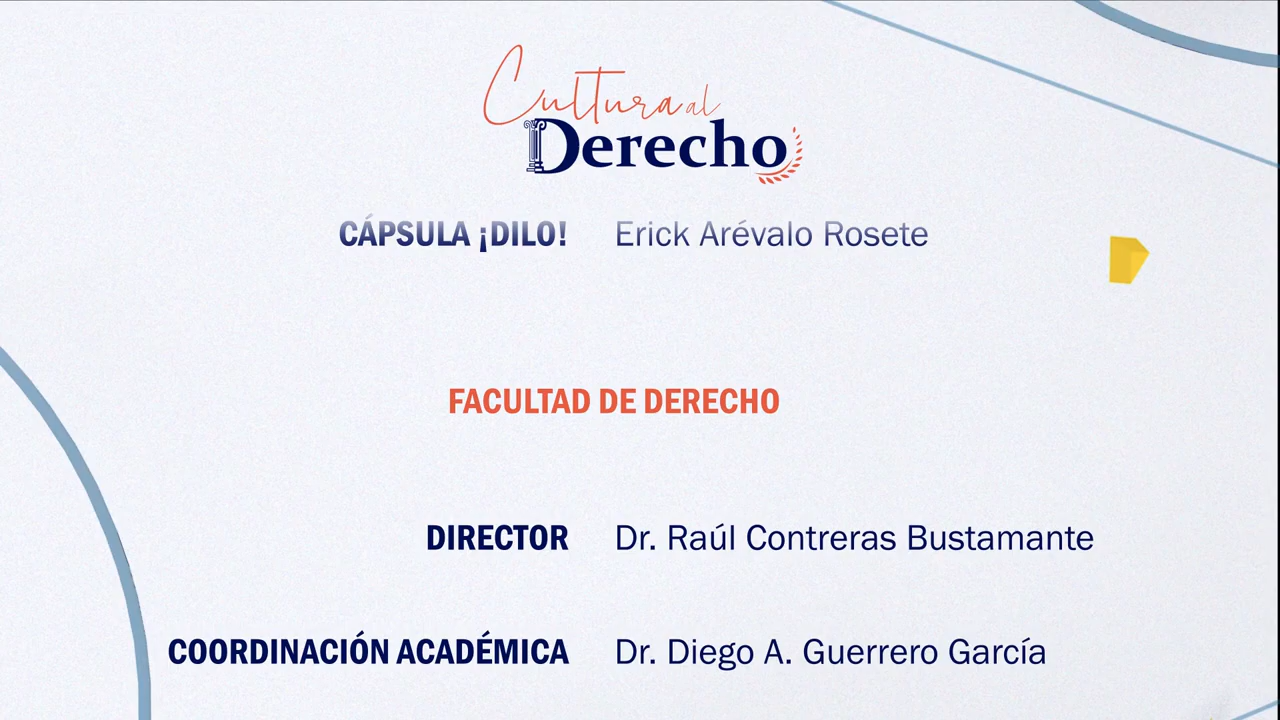 Cultura al
Derecho
CÁPSULA ¡DILO! Erick Arévalo Rosete
FACULTAD DE DERECHO
DIRECTOR Dr. Raúl Contreras Bustamante
COORDINACIÓN ACADÉMICA Dr. Diego A. Guerrero García